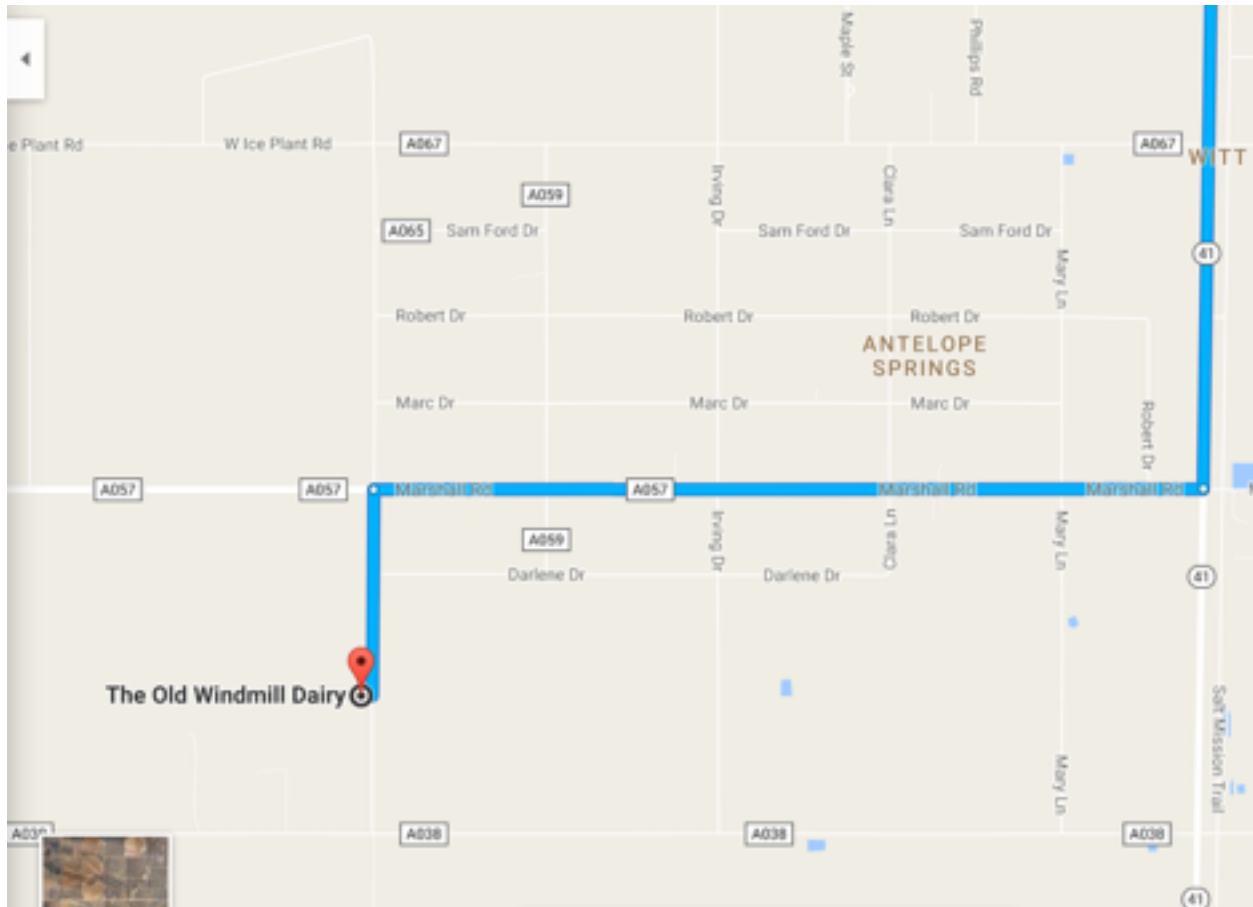 Maple St
Phillips Rd
e Plant Rd
W Ice Plant Rd
A067
A067
WITT
A059
Irving Dr
Clara Ln
A065
Sam Ford Dr
Sam Ford Dr
Sam Ford Dr
41
Mary Ln
Robert Dr
Robert Dr
Robert Dr
ANTELOPE
SPRINGS
Marc Dr
Marc Dr
Marc Dr
Robert Dr
A057
A057
Marshall Rd
A057
Marshall Rd
Marshall Rd
A059
Irving Dr
Clara Ln
Mary Ln
Darlene Dr
Darlene Dr
41
The Old Windmill Dairy
Salt Mission Trail
Mary Ln
A038
A038
A038
41